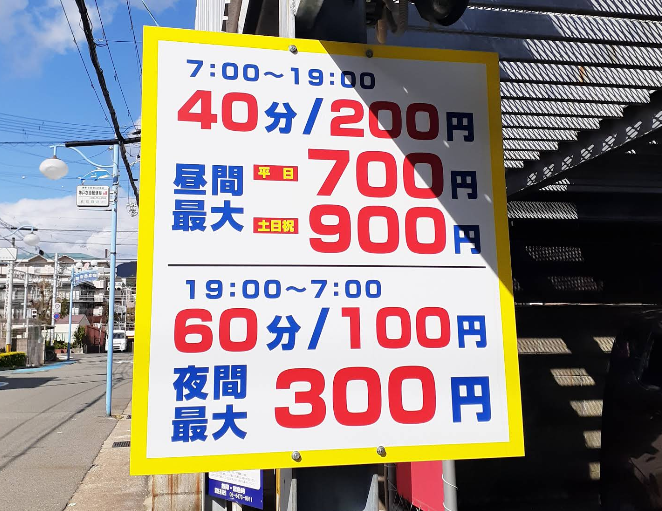 7:00～19:00
40分/200円
昼間最大 平日 700円
土日祝 900円
19:00～7:00
60分/100円
夜間最大 300円